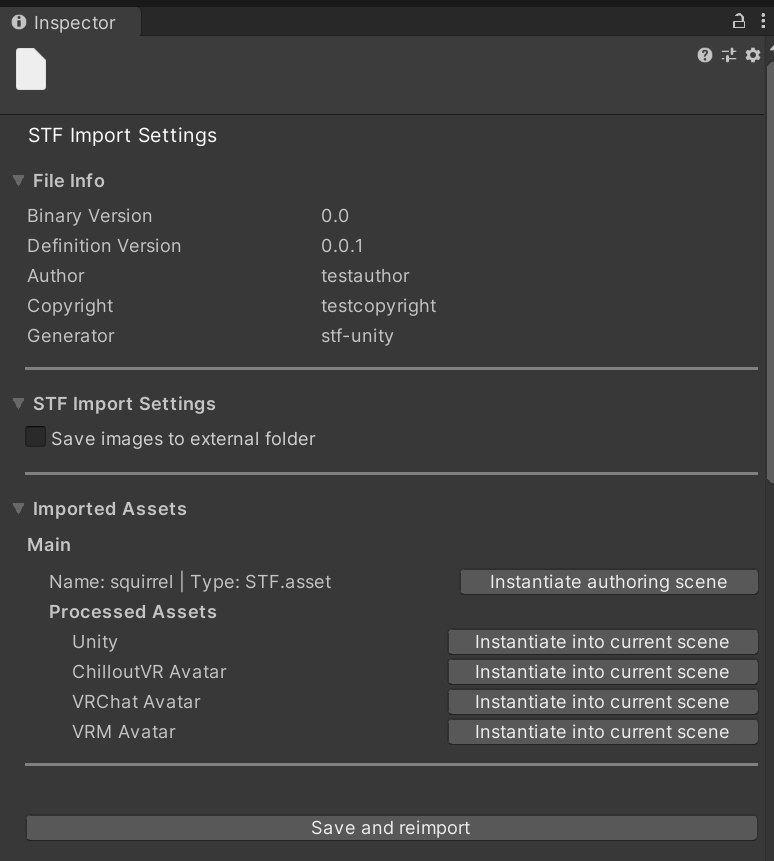 Inspector
STF Import Settings
File Info
Binary Version 0.0
Definition Version 0.0.1
Author testauthor
Copyright testcopyright
Generator stf-unity
STF Import Settings
Save images to external folder
Imported Assets
Main
Name: squirrel | Type: STF.asset Instantiate authoring scene
Processed Assets
Unity Instantiate into current scene
ChilloutVR Avatar Instantiate into current scene
VRChat Avatar Instantiate into current scene
VRM Avatar Instantiate into current scene
Save and reimport